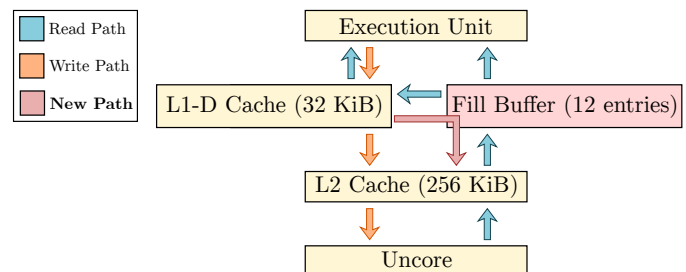 Read Path
Write Path
New Path
Execution Unit
L1-D Cache (32 KiB)
Fill Buffer (12 entries)
L2 Cache (256 KiB)
Uncore